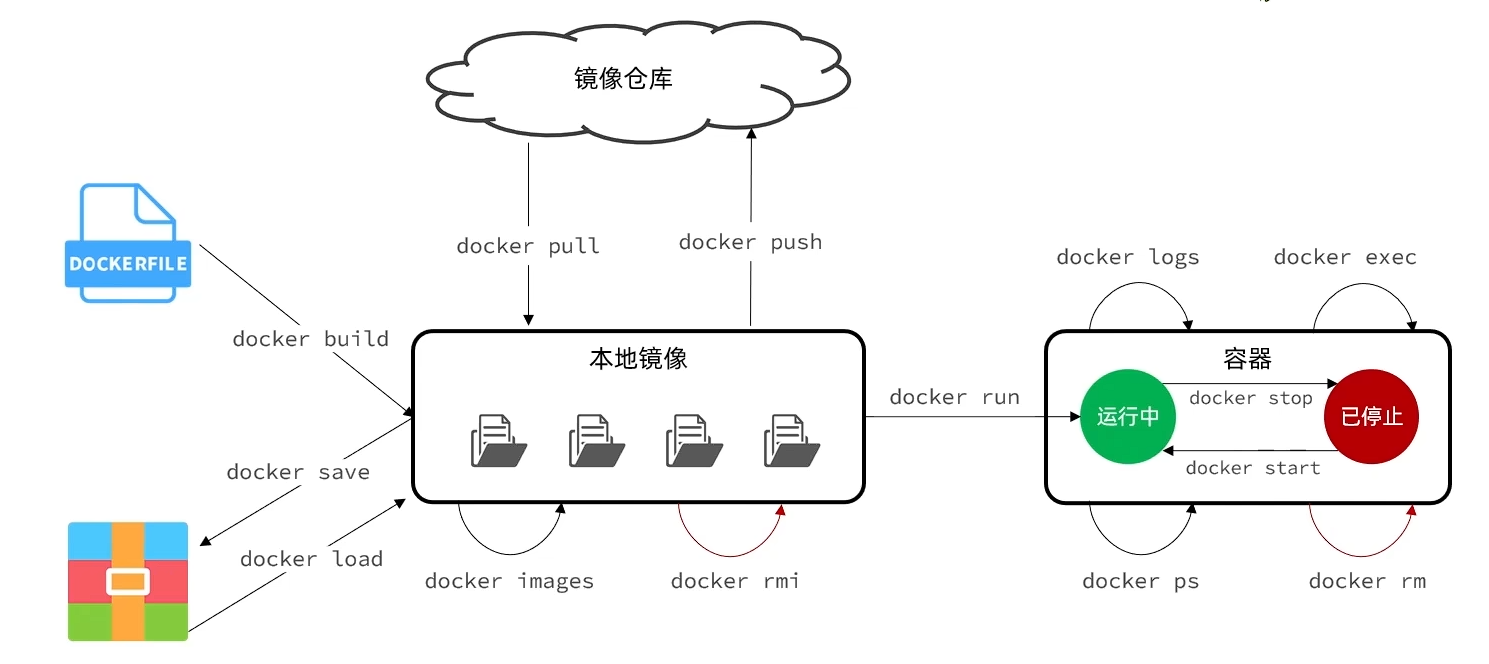 镜像仓库
docker pull
docker push
DOCKERFILE
docker build
docker logs
docker exec
本地镜像
容器
docker run
运行中
docker stop
已停止
docker start
docker save
docker load
docker images
docker rmi
docker ps
docker rm